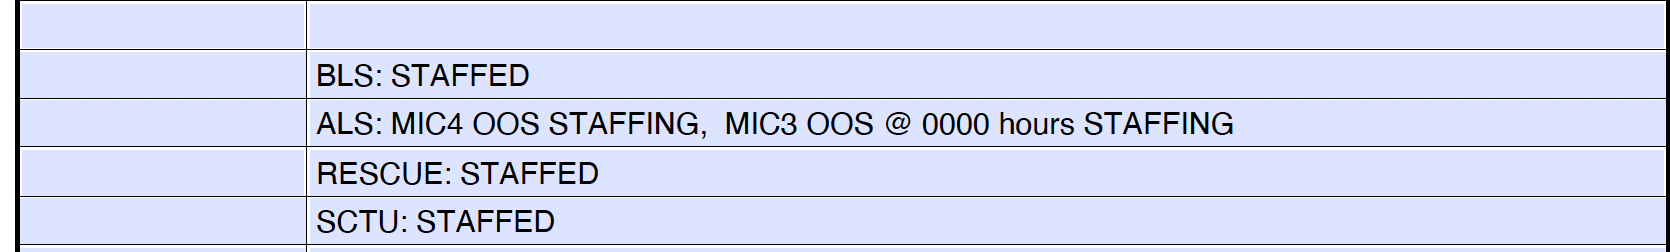 BLS: STAFFED
ALS: MIC4 OOS STAFFING,  MIC3 OOS @ 0000 hours STAFFING
RESCUE: STAFFED
SCTU: STAFFED